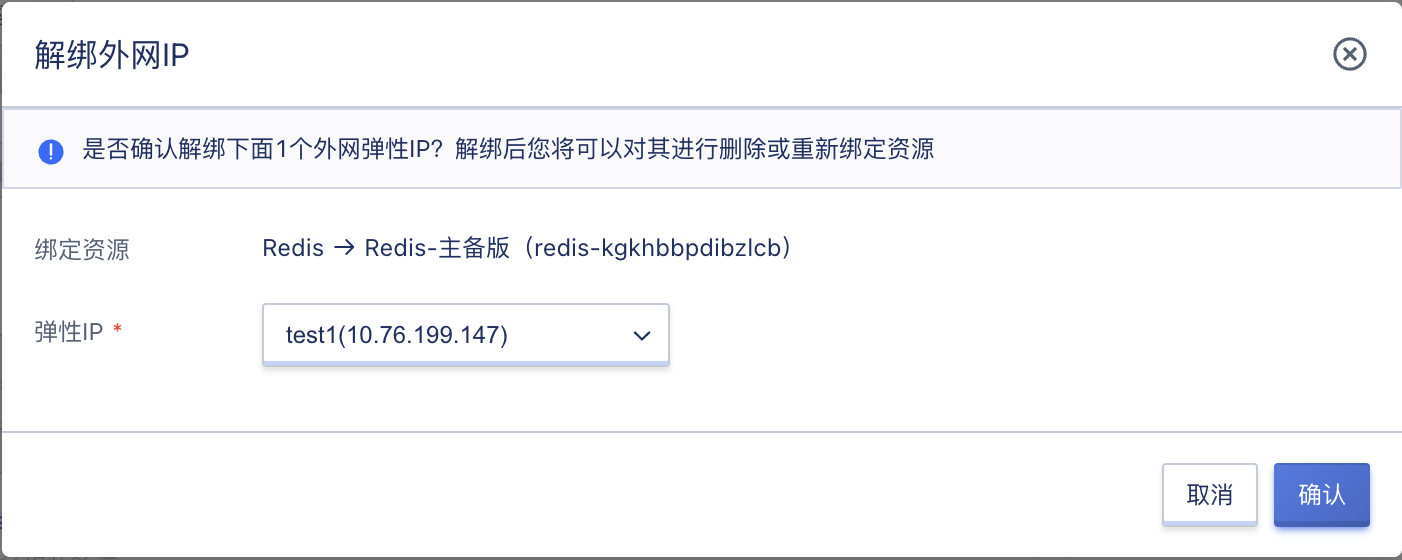 解绑外网IP
是否确认解绑下面1个外网弹性IP？解绑后您将可以对其进行删除或重新绑定资源
绑定资源 Redis → Redis-主备版（redis-kgkhbbpdibzlcb）
弹性IP * test1(10.76.199.147)
取消 确认